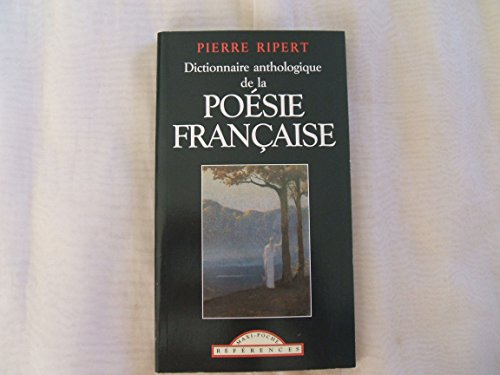 PIERRE RIPERT
Dictionnaire anthologique
de la
POÉSIE
FRANÇAISE
MAXI-POCHE
RÉFÉRENCES